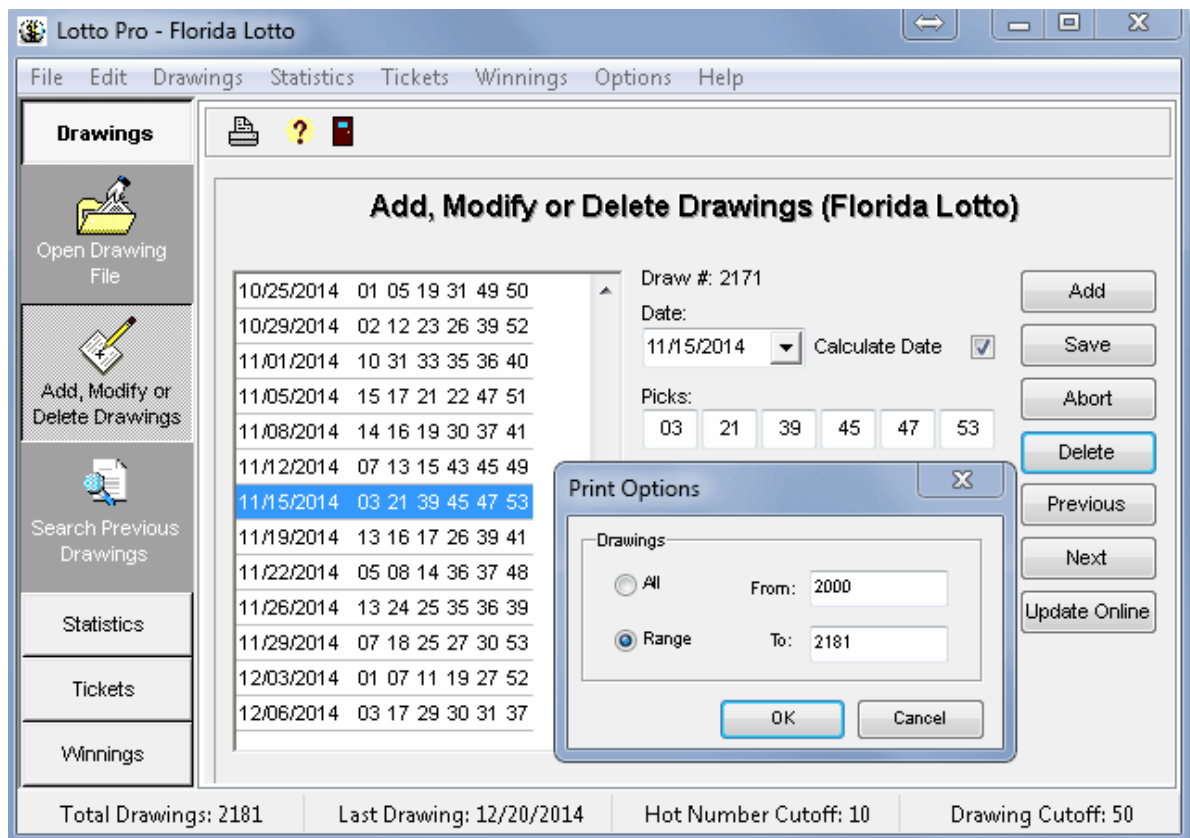 Lotto Pro - Florida Lotto
File Edit Drawings Statistics Tickets Winnings Options Help
Drawings
Open Drawing
File
Add, Modify or
Delete Drawings
Search Previous
Drawings
Statistics
Tickets
Winnings
Add, Modify or Delete Drawings (Florida Lotto)
10/25/2014 01 05 19 31 49 50
10/29/2014 02 12 23 26 39 52
11/01/2014 10 31 33 35 36 40
11/05/2014 15 17 21 22 47 51
11/08/2014 14 16 19 30 37 41
11/12/2014 07 13 15 43 45 49
11/15/2014 03 21 39 45 47 53
11/19/2014 13 16 17 26 39 41
11/22/2014 05 08 14 36 37 48
11/26/2014 13 24 25 35 36 39
11/29/2014 07 18 25 27 30 53
12/03/2014 01 07 11 19 27 52
12/06/2014 03 17 29 30 31 37
Draw #: 2171
Date:
11/15/2014 Calculate Date
Picks:
03 21 39 45 47 53
Add
Save
Abort
Delete
Previous
Next
Update Online
Print Options
Drawings
All From: 2000
Range To: 2181
OK Cancel
Total Drawings: 2181 Last Drawing: 12/20/2014 Hot Number Cutoff: 10 Drawing Cutoff: 50